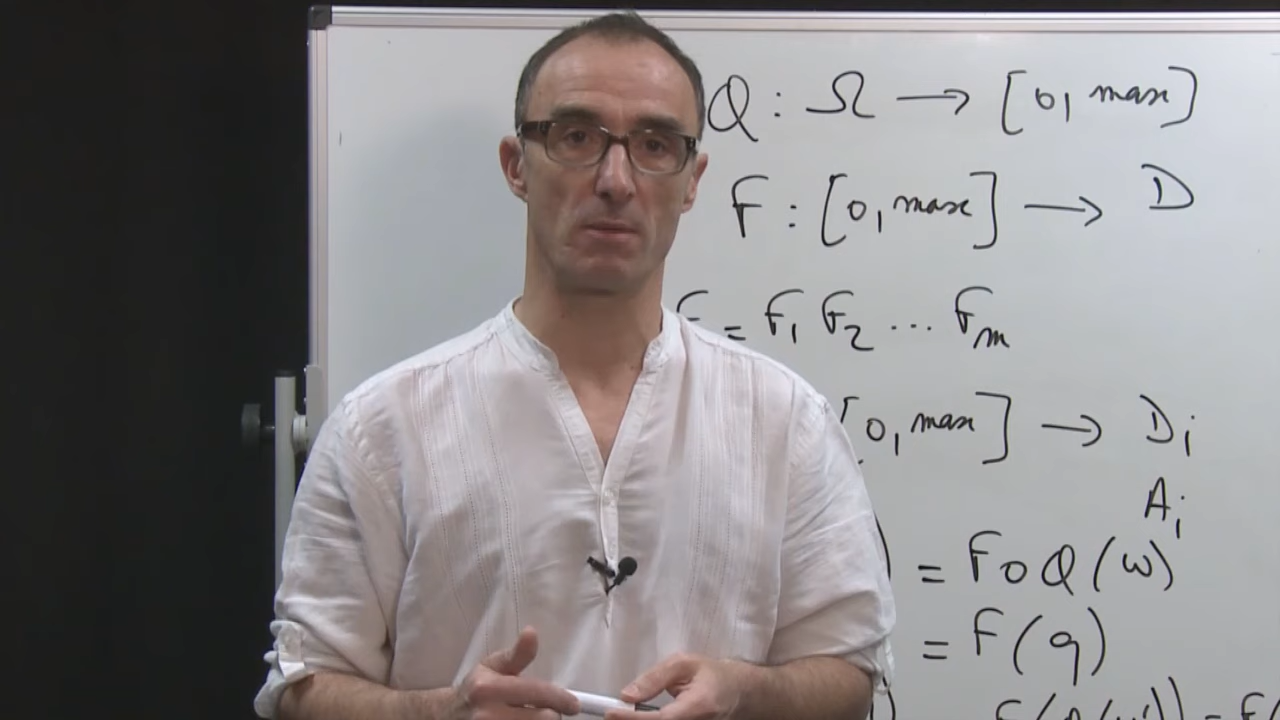 Q : Ω → [0, max]
F : [0, max] → D
F = F₁ F₂ ... Fₘ
[0, max] → Dᵢ
Aᵢ
) = F o Q (ω)
= F (q)